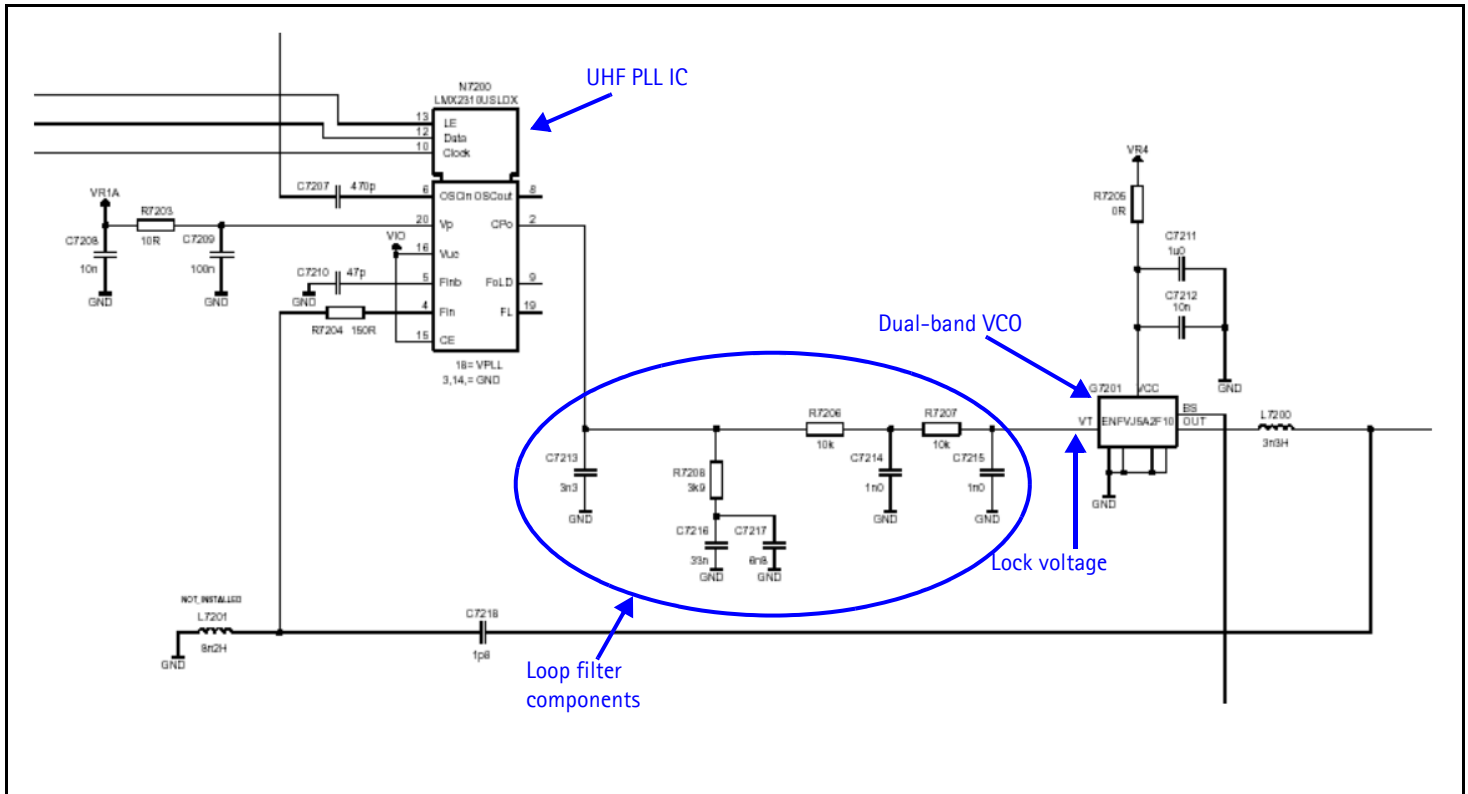 UHF PLL IC
N7200
LMX2310USLDX
13 LE
12 Data
10 Clock
C7207 470p
6 OSCin OSCout 8
VR1A
R7203
10R
C7208
10n
GND
C7209
100n
GND
20 Vp CPo 2
VIO
16 Vuc
C7210 47p
GND
5 Finb FoLD 9
4 Fin FL 19
R7204 150R
15 CE
18= VPLL
3,14,= GND
VR4
R7205
0R
C7211
1u0
C7212
10n
GND
Dual-band VCO
G7201 VCC
VT ENFVJ5A2F10 BS
OUT
GND
L7200
3n3H
R7206
10k
R7207
10k
C7213
3n3
GND
R7208
3k9
C7214
1n0
GND
C7215
1n0
GND
C7216
33n
GND
C7217
6n8
GND
Lock voltage
NOT_INSTALLED
L7201
8n2H
GND
C7218
1p8
Loop filter
components